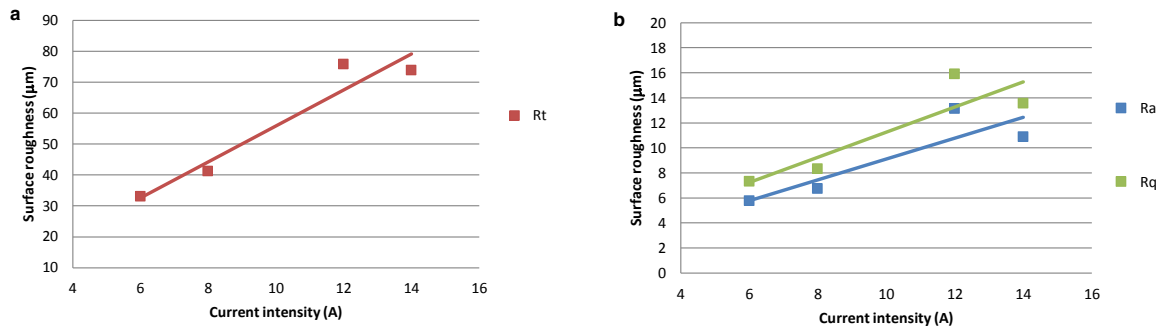 a
90
80
70
60
50
40
30
20
10
Surface roughness (µm)
4 6 8 10 12 14 16
Current intensity (A)
Rt
b
20
18
16
14
12
10
8
6
4
2
0
Surface roughness (µm)
4 6 8 10 12 14 16
Current intensity (A)
Ra
Rq